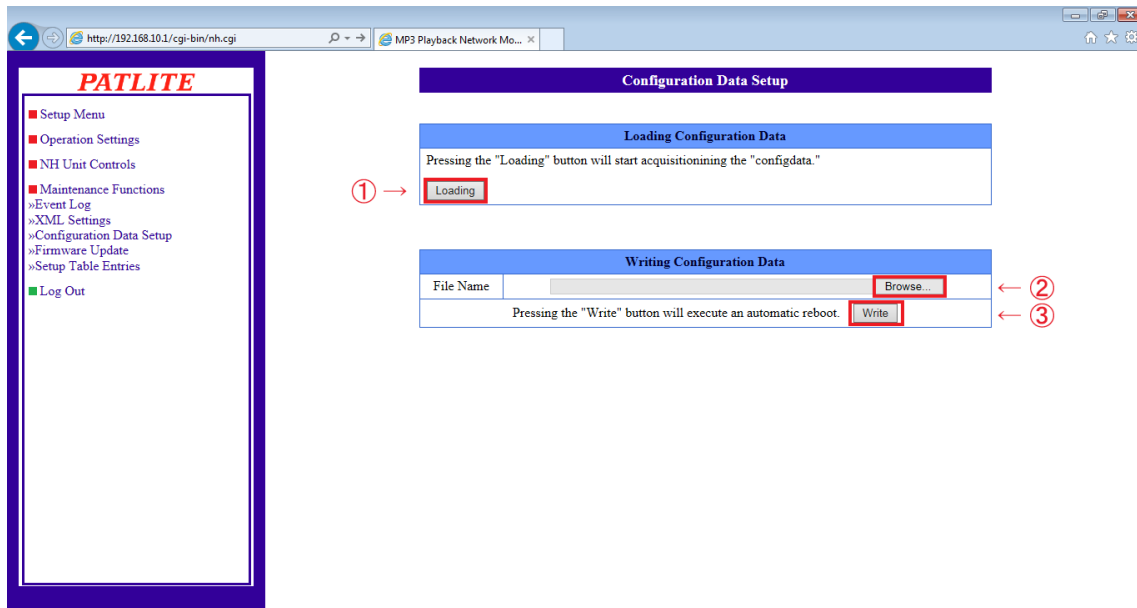 http://192.168.10.1/cgi-bin/nh.cgi
MP3 Playback Network Mo...
PATLITE
Setup Menu
Operation Settings
NH Unit Controls
Maintenance Functions
»Event Log
»XML Settings
»Configuration Data Setup
»Firmware Update
»Setup Table Entries
Log Out
Configuration Data Setup
Loading Configuration Data
Pressing the "Loading" button will start acquisitionining the "configdata."
① → Loading
Writing Configuration Data
File Name Browse... ← ②
Pressing the "Write" button will execute an automatic reboot. Write ← ③